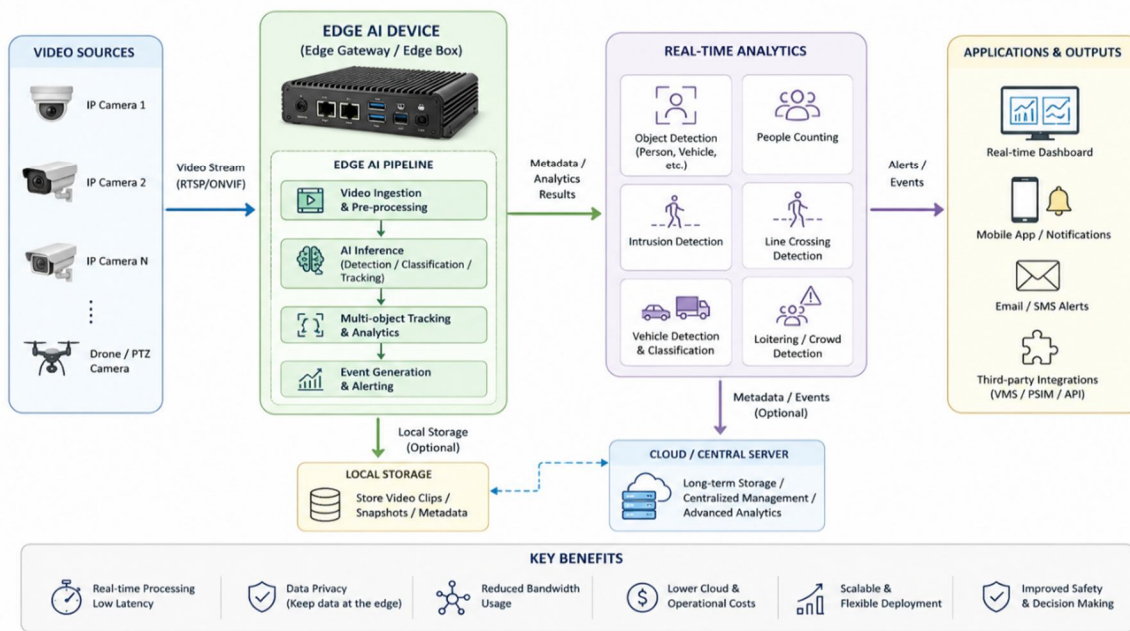 VIDEO SOURCES
IP Camera 1
IP Camera 2
IP Camera N
Drone / PTZ
Camera
Video Stream
(RTSP/ONVIF)
EDGE AI DEVICE
(Edge Gateway / Edge Box)
EDGE AI PIPELINE
Video Ingestion
& Pre-processing
AI Inference
(Detection / Classification /
Tracking)
Multi-object Tracking
& Analytics
Event Generation
& Alerting
Metadata /
Analytics
Results
REAL-TIME ANALYTICS
Object Detection
(Person, Vehicle,
etc.)
People Counting
Intrusion Detection
Line Crossing
Detection
Vehicle Detection
& Classification
Loitering / Crowd
Detection
Alerts /
Events
APPLICATIONS & OUTPUTS
Real-time Dashboard
Mobile App / Notifications
Email / SMS Alerts
Third-party Integrations
(VMS / PSIM / API)
Local Storage
(Optional)
LOCAL STORAGE
Store Video Clips /
Snapshots / Metadata
Metadata / Events
(Optional)
CLOUD / CENTRAL SERVER
Long-term Storage /
Centralized Management /
Advanced Analytics
KEY BENEFITS
Real-time Processing
Low Latency
Data Privacy
(Keep data at the edge)
Reduced Bandwidth
Usage
Lower Cloud &
Operational Costs
Scalable &
Flexible Deployment
Improved Safety
& Decision Making